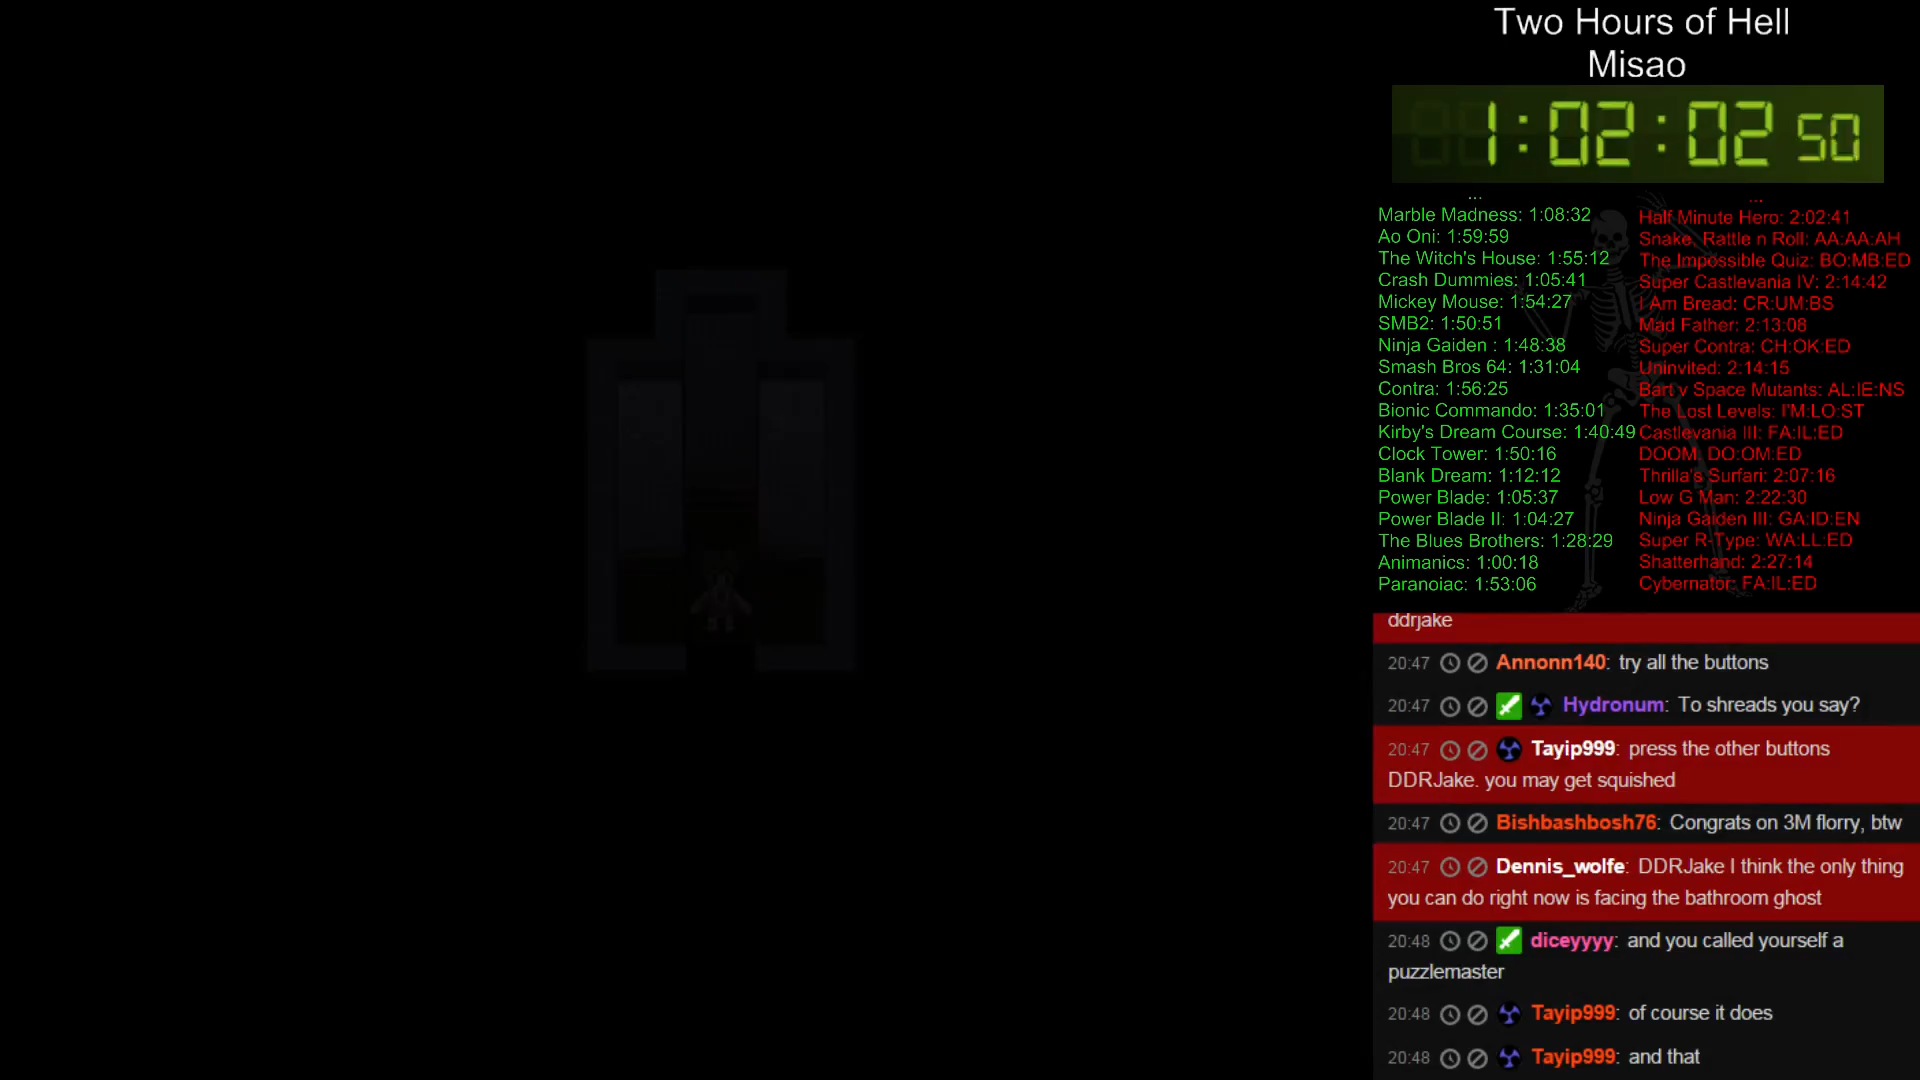 Two Hours of Hell
Misao
1:02:02 50
...
Marble Madness: 1:08:32
Ao Oni: 1:59:59
The Witch's House: 1:55:12
Crash Dummies: 1:05:41
Mickey Mouse: 1:54:27
SMB2: 1:50:51
Ninja Gaiden : 1:48:38
Smash Bros 64: 1:31:04
Contra: 1:56:25
Bionic Commando: 1:35:01
Kirby's Dream Course: 1:40:49
Clock Tower: 1:50:16
Blank Dream: 1:12:12
Power Blade: 1:05:37
Power Blade II: 1:04:27
The Blues Brothers: 1:28:29
Animanics: 1:00:18
Paranoiac: 1:53:06
...
Half Minute Hero: 2:02:41
Snake, Rattle n Roll: AA:AA:AH
The Impossible Quiz: BO:MB:ED
Super Castlevania IV: 2:14:42
I Am Bread: CR:UM:BS
Mad Father: 2:13:08
Super Contra: CH:OK:ED
Uninvited: 2:14:15
Bart v Space Mutants: AL:IE:NS
The Lost Levels: I'M:LO:ST
Castlevania III: FA:IL:ED
DOOM: DO:OM:ED
Thrilla's Surfari: 2:07:16
Low G Man: 2:22:30
Ninja Gaiden III: GA:ID:EN
Super R-Type: WA:LL:ED
Shatterhand: 2:27:14
Cybernator: FA:IL:ED
ddrjake
20:47 Annonn140: try all the buttons
20:47 Hydronum: To shreds you say?
20:47 Tayip999: press the other buttons
DDRJake. you may get squished
20:47 Bishbashbosh76: Congrats on 3M florry, btw
20:47 Dennis_wolfe: DDRJake I think the only thing
you can do right now is facing the bathroom ghost
20:48 diceyyyy: and you called yourself a
puzzlemaster
20:48 Tayip999: of course it does
20:48 Tayip999: and that